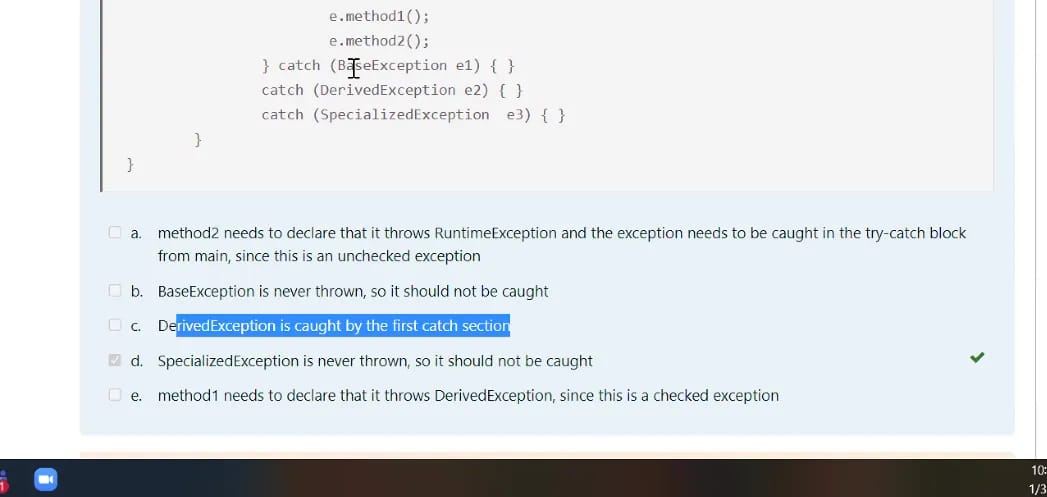 e.method1();
e.method2();
} catch (BaseException e1) { }
catch (DerivedException e2) { }
catch (SpecializedException  e3) { }
}
}
a. method2 needs to declare that it throws RuntimeException and the exception needs to be caught in the try-catch block
from main, since this is an unchecked exception
b. BaseException is never thrown, so it should not be caught
c. DerivedException is caught by the first catch section
d. SpecializedException is never thrown, so it should not be caught
e. method1 needs to declare that it throws DerivedException, since this is a checked exception
1
10:
1/3